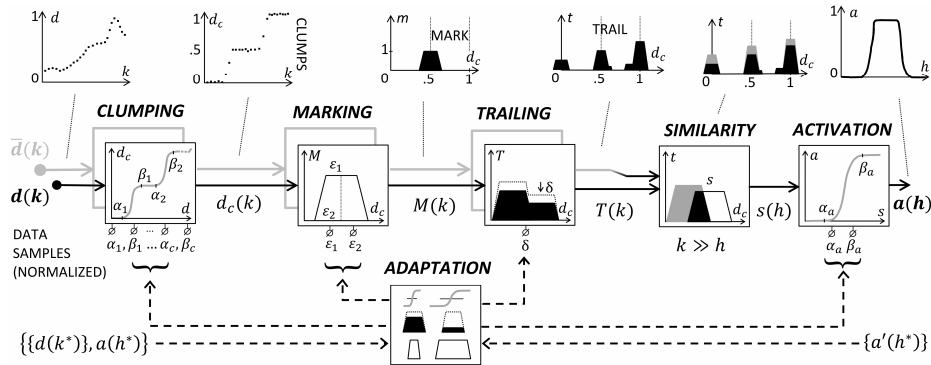 d
1
0
k
d_c
1
.5
0
k
CLUMPS
m
1
MARK
d_c
0
.5
1
t
TRAIL
d_c
0
.5
1
t
d_c
0
.5
1
a
1
0
h
CLUMPING
MARKING
TRAILING
SIMILARITY
ACTIVATION
d̅(k)
d(k)
d_c
β_1
β_2
α_1
α_2
d
d_c(k)
M
ε_1
ε_2
d_c
M(k)
T
↓δ
d_c
T(k)
t
s
d_c
k ≫ h
s(h)
a
β_a
α_a
s
a(h)
DATA
SAMPLES
(NORMALIZED)
α_1, β_1 ... α_c, β_c
ε_1 ε_2
δ
α_a β_a
ADAPTATION
{{d(k*)}, a(h*)}
{a′(h*)}